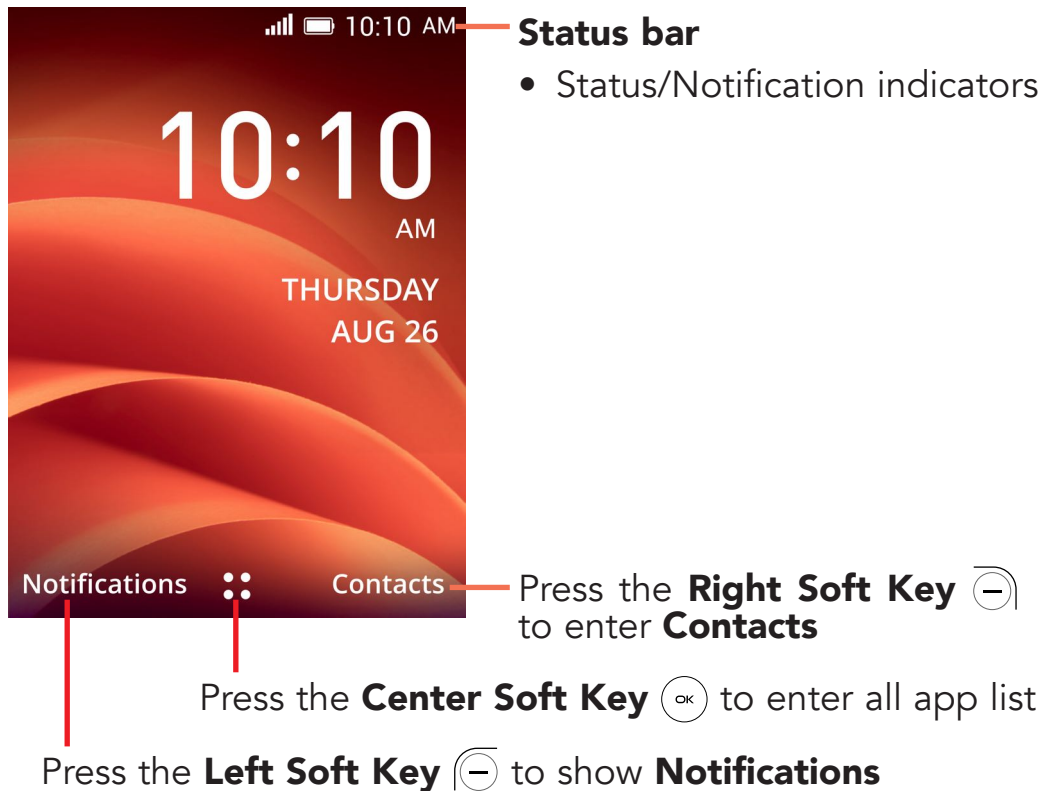 10:10 AM
Status bar
• Status/Notification indicators
10:10
AM
THURSDAY
AUG 26
Notifications Contacts
Press the Right Soft Key
to enter Contacts
Press the Center Soft Key OK to enter all app list
Press the Left Soft Key to show Notifications